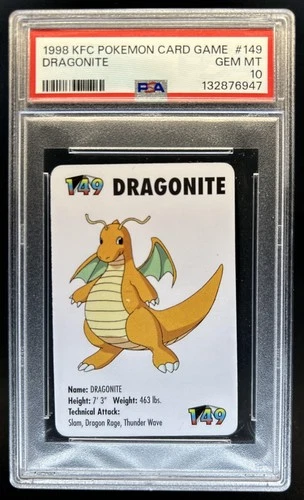 1998 KFC POKEMON CARD GAME #149
DRAGONITE GEM MT
10
PSA 132876947
149 DRAGONITE
Name: DRAGONITE
Height: 7' 3" Weight: 463 lbs.
Technical Attack:
Slam, Dragon Rage, Thunder Wave
149